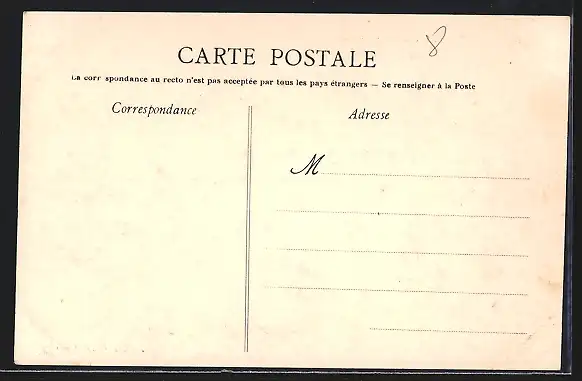 8
CARTE POSTALE
La corr spondance au recto n'est pas acceptée par tous les pays étrangers — Se renseigner à la Poste
Correspondance
Adresse
M